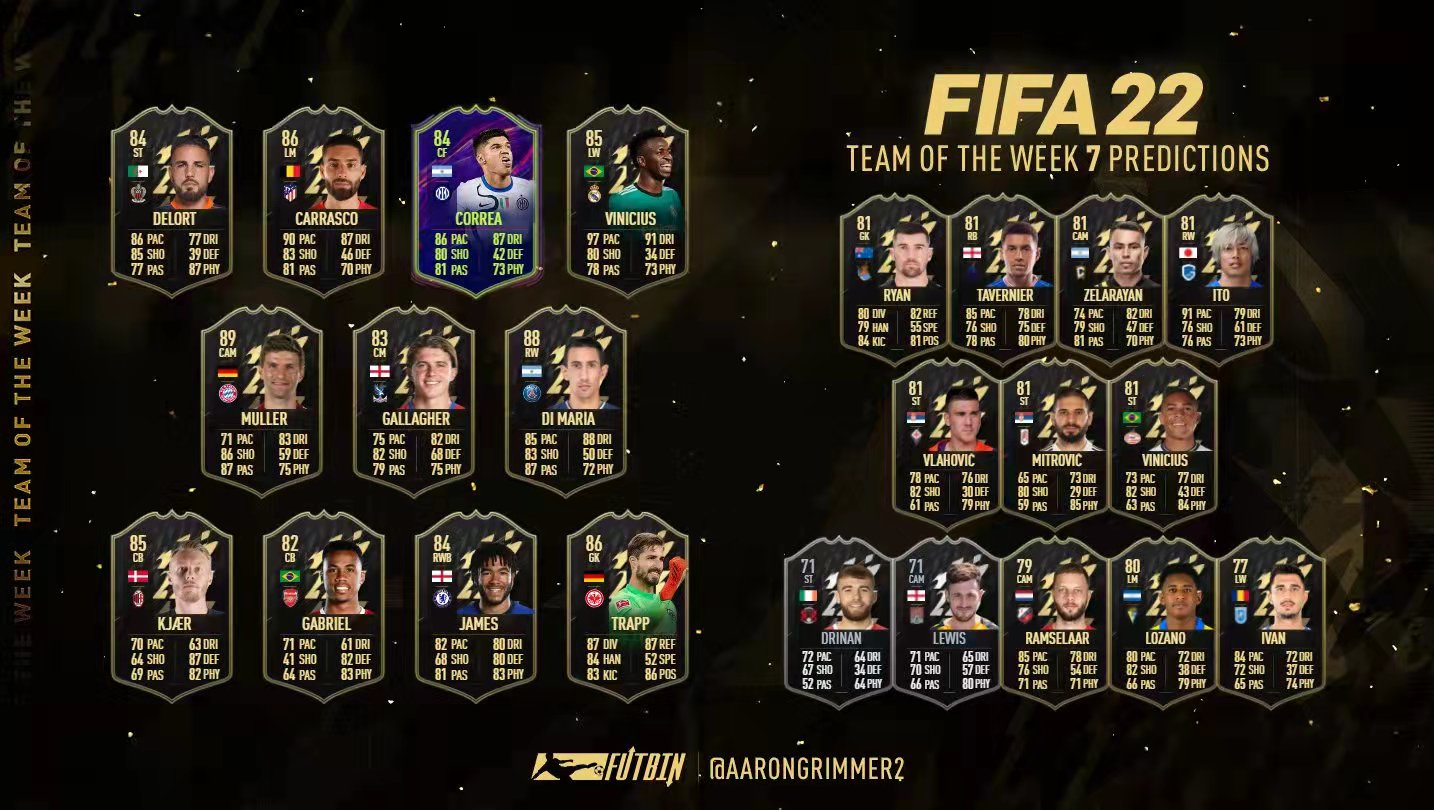 TEAM OF THE WEEK TEAM OF THE WEEK
FIFA 22
TEAM OF THE WEEK 7 PREDICTIONS
84
ST
DELORT
86 PAC 77 DRI
85 SHO 39 DEF
77 PAS 87 PHY
86
LM
CARRASCO
90 PAC 87 DRI
83 SHO 46 DEF
81 PAS 70 PHY
84
CF
CORREA
86 PAC 87 DRI
80 SHO 42 DEF
81 PAS 73 PHY
85
LW
VINICIUS
97 PAC 91 DRI
80 SHO 34 DEF
78 PAS 73 PHY
89
CAM
MULLER
71 PAC 83 DRI
86 SHO 59 DEF
87 PAS 75 PHY
83
CM
GALLAGHER
75 PAC 82 DRI
82 SHO 68 DEF
79 PAS 75 PHY
88
RW
DI MARIA
85 PAC 88 DRI
83 SHO 50 DEF
87 PAS 72 PHY
85
CB
KJÆR
70 PAC 63 DRI
64 SHO 87 DEF
69 PAS 82 PHY
82
CB
GABRIEL
71 PAC 61 DRI
41 SHO 82 DEF
64 PAS 83 PHY
84
RWB
JAMES
82 PAC 80 DRI
68 SHO 80 DEF
81 PAS 83 PHY
86
GK
TRAPP
87 DIV 87 REF
84 HAN 52 SPE
83 KIC 86 POS
81
GK
RYAN
80 DIV 82 REF
79 HAN 55 SPE
84 KIC 81 POS
81
RB
TAVERNIER
85 PAC 78 DRI
76 SHO 75 DEF
78 PAS 80 PHY
81
CAM
ZELARAYAN
74 PAC 82 DRI
79 SHO 47 DEF
81 PAS 70 PHY
81
RW
ITO
91 PAC 79 DRI
76 SHO 61 DEF
76 PAS 73 PHY
81
ST
VLAHOVIC
78 PAC 76 DRI
82 SHO 30 DEF
61 PAS 79 PHY
81
ST
MITROVIC
65 PAC 73 DRI
80 SHO 29 DEF
59 PAS 85 PHY
81
ST
VINICIUS
73 PAC 77 DRI
82 SHO 43 DEF
63 PAS 84 PHY
71
ST
DRINAN
72 PAC 64 DRI
67 SHO 34 DEF
52 PAS 64 PHY
71
CAM
LEWIS
71 PAC 65 DRI
70 SHO 57 DEF
66 PAS 80 PHY
79
CAM
RAMSELAAR
85 PAC 78 DRI
76 SHO 54 DEF
71 PAS 71 PHY
80
LM
LOZANO
80 PAC 72 DRI
82 SHO 38 DEF
66 PAS 79 PHY
77
LW
IVAN
84 PAC 72 DRI
72 SHO 37 DEF
65 PAS 74 PHY
FUTBIN
@AARONGRIMMER2